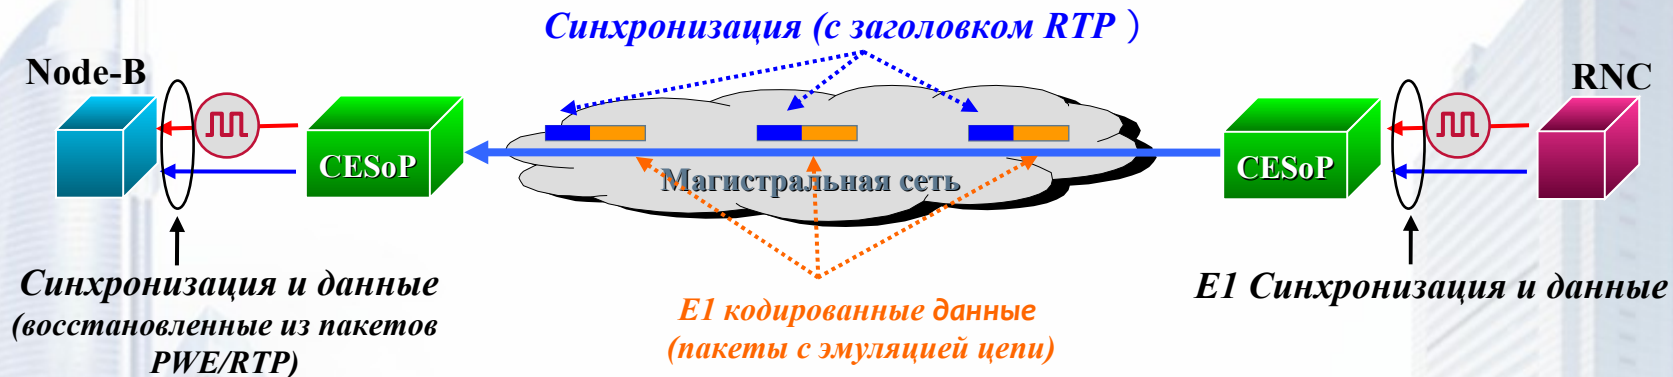 Синхронизация (с заголовком RTP )
Node-B
RNC
CESoP
CESoP
Магистральная сеть
Синхронизация и данные
(восстановленные из пакетов
PWE/RTP)
E1 кодированные данные
(пакеты с эмуляцией цепи)
E1 Синхронизация и данные